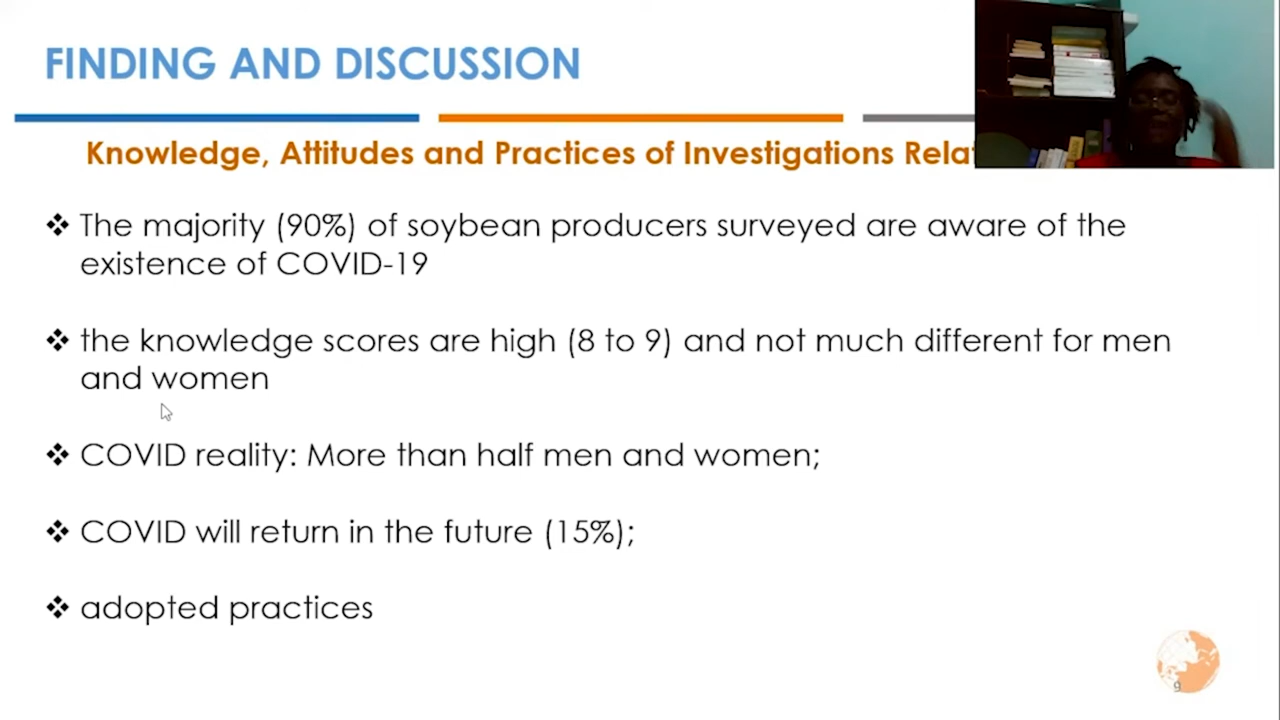 FINDING AND DISCUSSION
Knowledge, Attitudes and Practices of Investigations
❖ The majority (90%) of soybean producers surveyed are aware of the
existence of COVID-19
❖ the knowledge scores are high (8 to 9) and not much different for men
and women
❖ COVID reality: More than half men and women;
❖ COVID will return in the future (15%);
❖ adopted practices
9